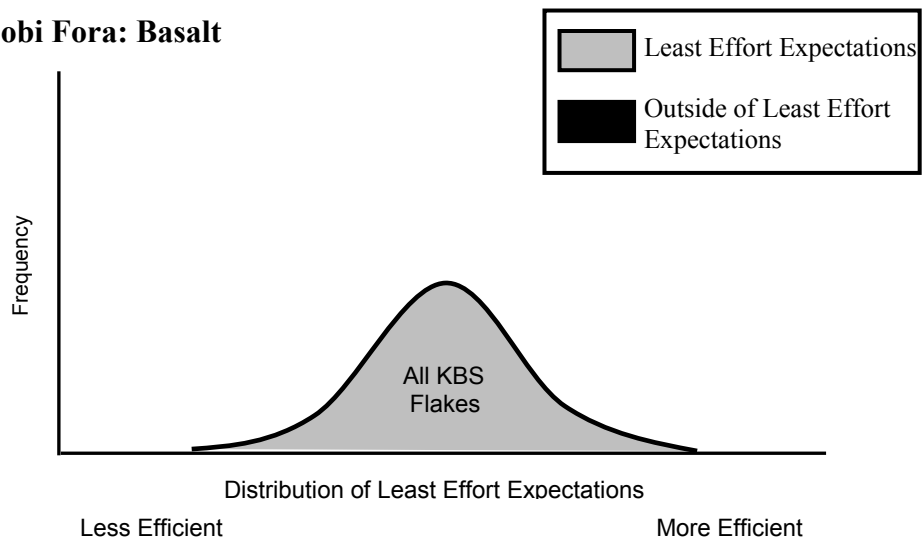 obi Fora: Basalt
Least Effort Expectations
Outside of Least Effort
Expectations
Frequency
All KBS
Flakes
Distribution of Least Effort Expectations
Less Efficient
More Efficient